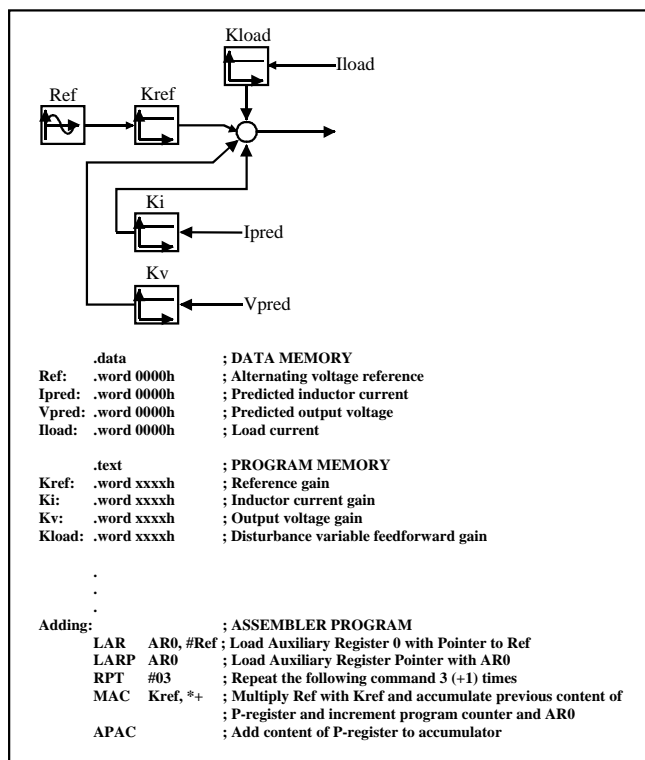 Kload
Iload
Ref
Kref
Ki
Ipred
Kv
Vpred
.data ; DATA MEMORY
Ref: .word 0000h ; Alternating voltage reference
Ipred: .word 0000h ; Predicted inductor current
Vpred: .word 0000h ; Predicted output voltage
Iload: .word 0000h ; Load current
.text ; PROGRAM MEMORY
Kref: .word xxxxh ; Reference gain
Ki: .word xxxxh ; Inductor current gain
Kv: .word xxxxh ; Output voltage gain
Kload: .word xxxxh ; Disturbance variable feedforward gain
.
.
.
Adding: ; ASSEMBLER PROGRAM
LAR AR0, #Ref ; Load Auxiliary Register 0 with Pointer to Ref
LARP AR0 ; Load Auxiliary Register Pointer with AR0
RPT #03 ; Repeat the following command 3 (+1) times
MAC Kref, *+ ; Multiply Ref with Kref and accumulate previous content of
; P-register and increment program counter and AR0
APAC ; Add content of P-register to accumulator